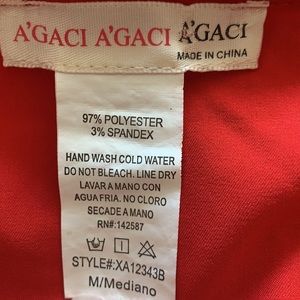 A'GACI A'GACI A'GACI
MADE IN CHINA
97% POLYESTER
3% SPANDEX
HAND WASH COLD WATER
DO NOT BLEACH. LINE DRY
LAVAR A MANO CON
AGUA FRIA. NO CLORO
SECADE A MANO
RN#:142587
STYLE#:XA12343B
M/Mediano